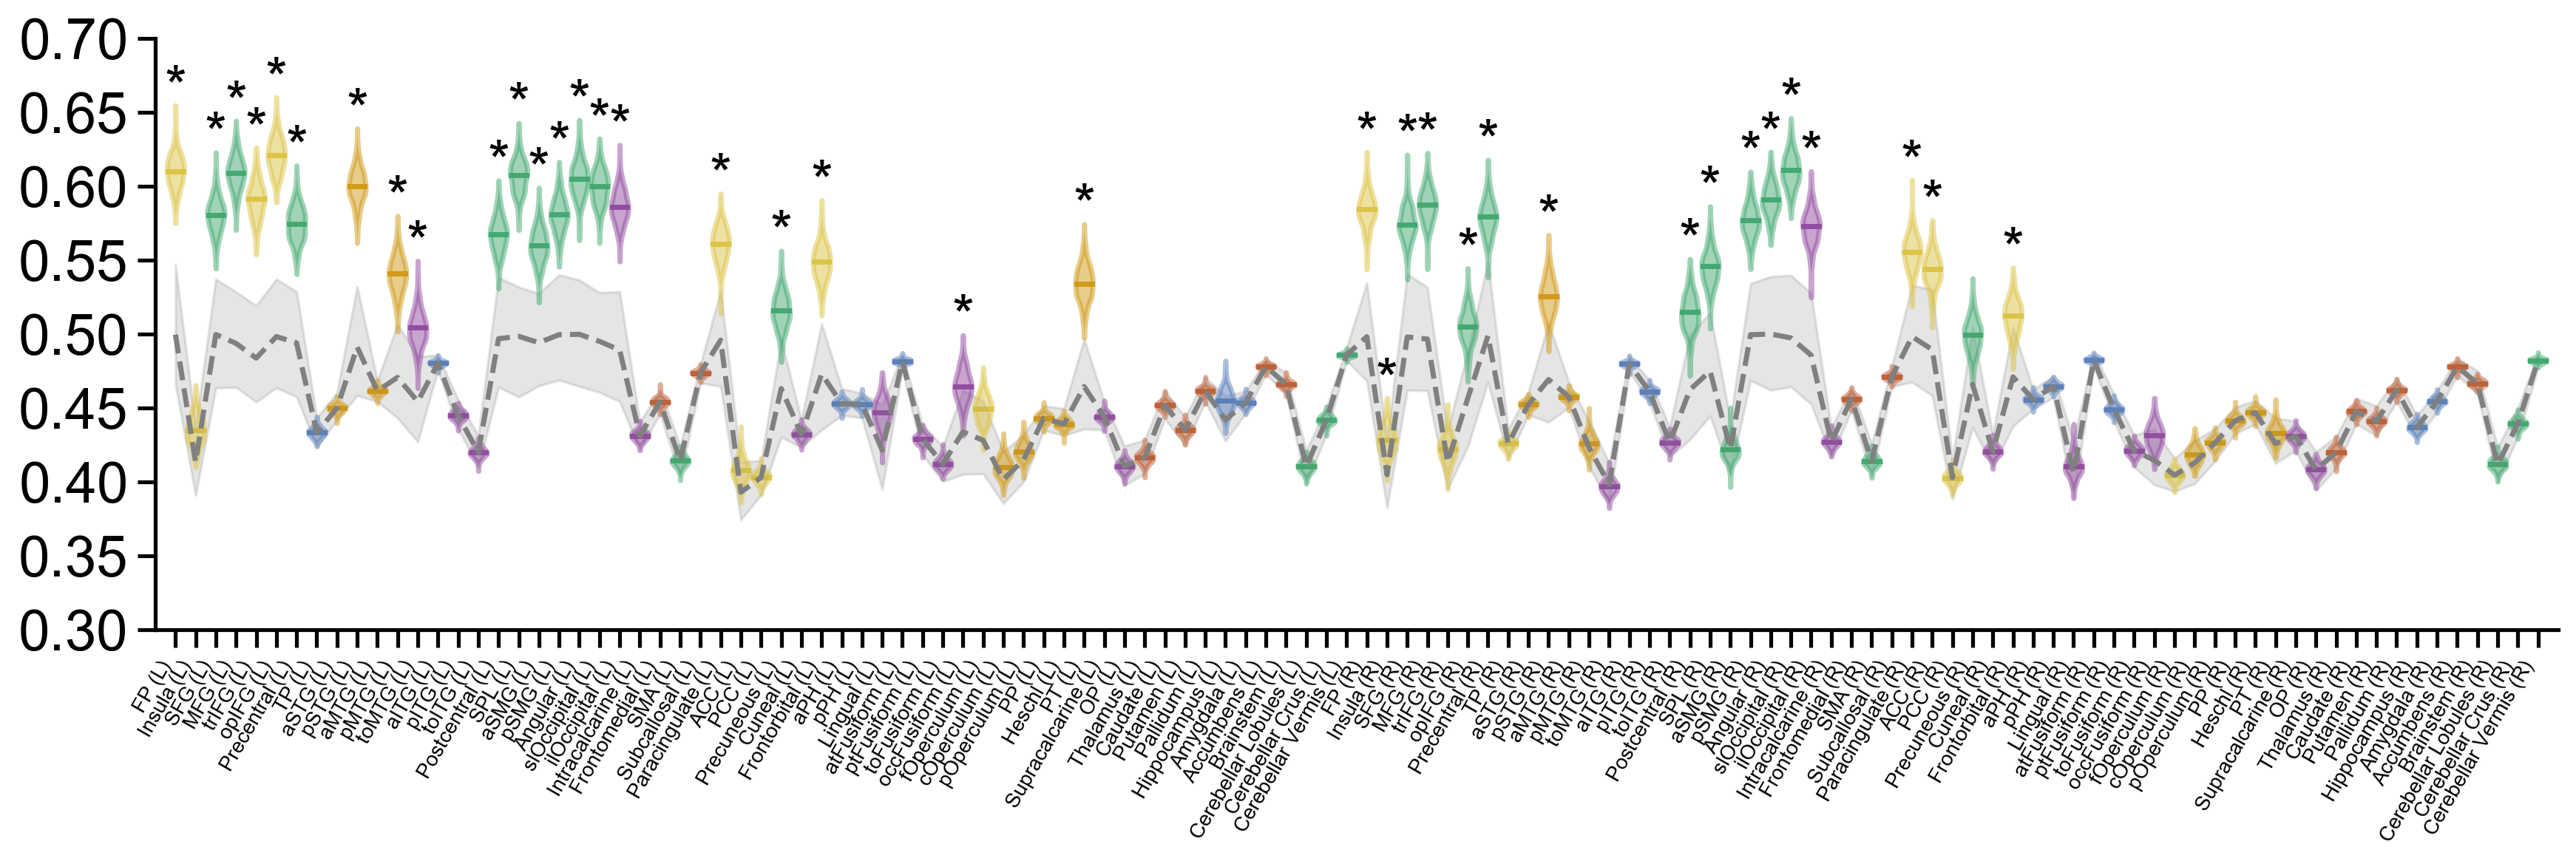 0.70
0.65
0.60
0.55
0.50
0.45
0.40
0.35
0.30
* * * * * * * * * * * * * * * * * * * * * * * * * * * * * * * * * * * * * * * * *
FP (L)
Insula (L)
SFG (L)
MFG (L)
trIFG (L)
opIFG (L)
Precentral (L)
TP (L)
aSTG (L)
pSTG (L)
aMTG (L)
pMTG (L)
toMTG (L)
aITG (L)
pITG (L)
toITG (L)
Postcentral (L)
SPL (L)
aSMG (L)
pSMG (L)
Angular (L)
slOccipital (L)
ilOccipital (L)
Intracalcarine (L)
Frontomedial (L)
SMA (L)
Subcallosal (L)
Paracingulate (L)
ACC (L)
PCC (L)
Precuneous (L)
Cuneal (L)
Frontorbital (L)
aPH (L)
pPH (L)
Lingual (L)
atFusiform (L)
ptFusiform (L)
toFusiform (L)
occFusiform (L)
fOperculum (L)
cOperculum (L)
pOperculum (L)
PP (L)
Heschl (L)
PT (L)
Supracalcarine (L)
OP (L)
Thalamus (L)
Caudate (L)
Putamen (L)
Pallidum (L)
Hippocampus (L)
Amygdala (L)
Accumbens (L)
Brainstem (L)
Cerebellar Lobules (L)
Cerebellar Crus (L)
Cerebellar Vermis (L)
FP (R)
Insula (R)
SFG (R)
MFG (R)
trIFG (R)
opIFG (R)
Precentral (R)
TP (R)
aSTG (R)
pSTG (R)
aMTG (R)
pMTG (R)
toMTG (R)
aITG (R)
pITG (R)
toITG (R)
Postcentral (R)
SPL (R)
aSMG (R)
pSMG (R)
Angular (R)
slOccipital (R)
ilOccipital (R)
Intracalcarine (R)
Frontomedial (R)
SMA (R)
Subcallosal (R)
Paracingulate (R)
ACC (R)
PCC (R)
Precuneous (R)
Cuneal (R)
Frontorbital (R)
aPH (R)
pPH (R)
Lingual (R)
atFusiform (R)
ptFusiform (R)
toFusiform (R)
occFusiform (R)
fOperculum (R)
cOperculum (R)
pOperculum (R)
PP (R)
Heschl (R)
PT (R)
Supracalcarine (R)
OP (R)
Thalamus (R)
Caudate (R)
Putamen (R)
Pallidum (R)
Hippocampus (R)
Amygdala (R)
Accumbens (R)
Brainstem (R)
Cerebellar Lobules (R)
Cerebellar Crus (R)
Cerebellar Vermis (R)